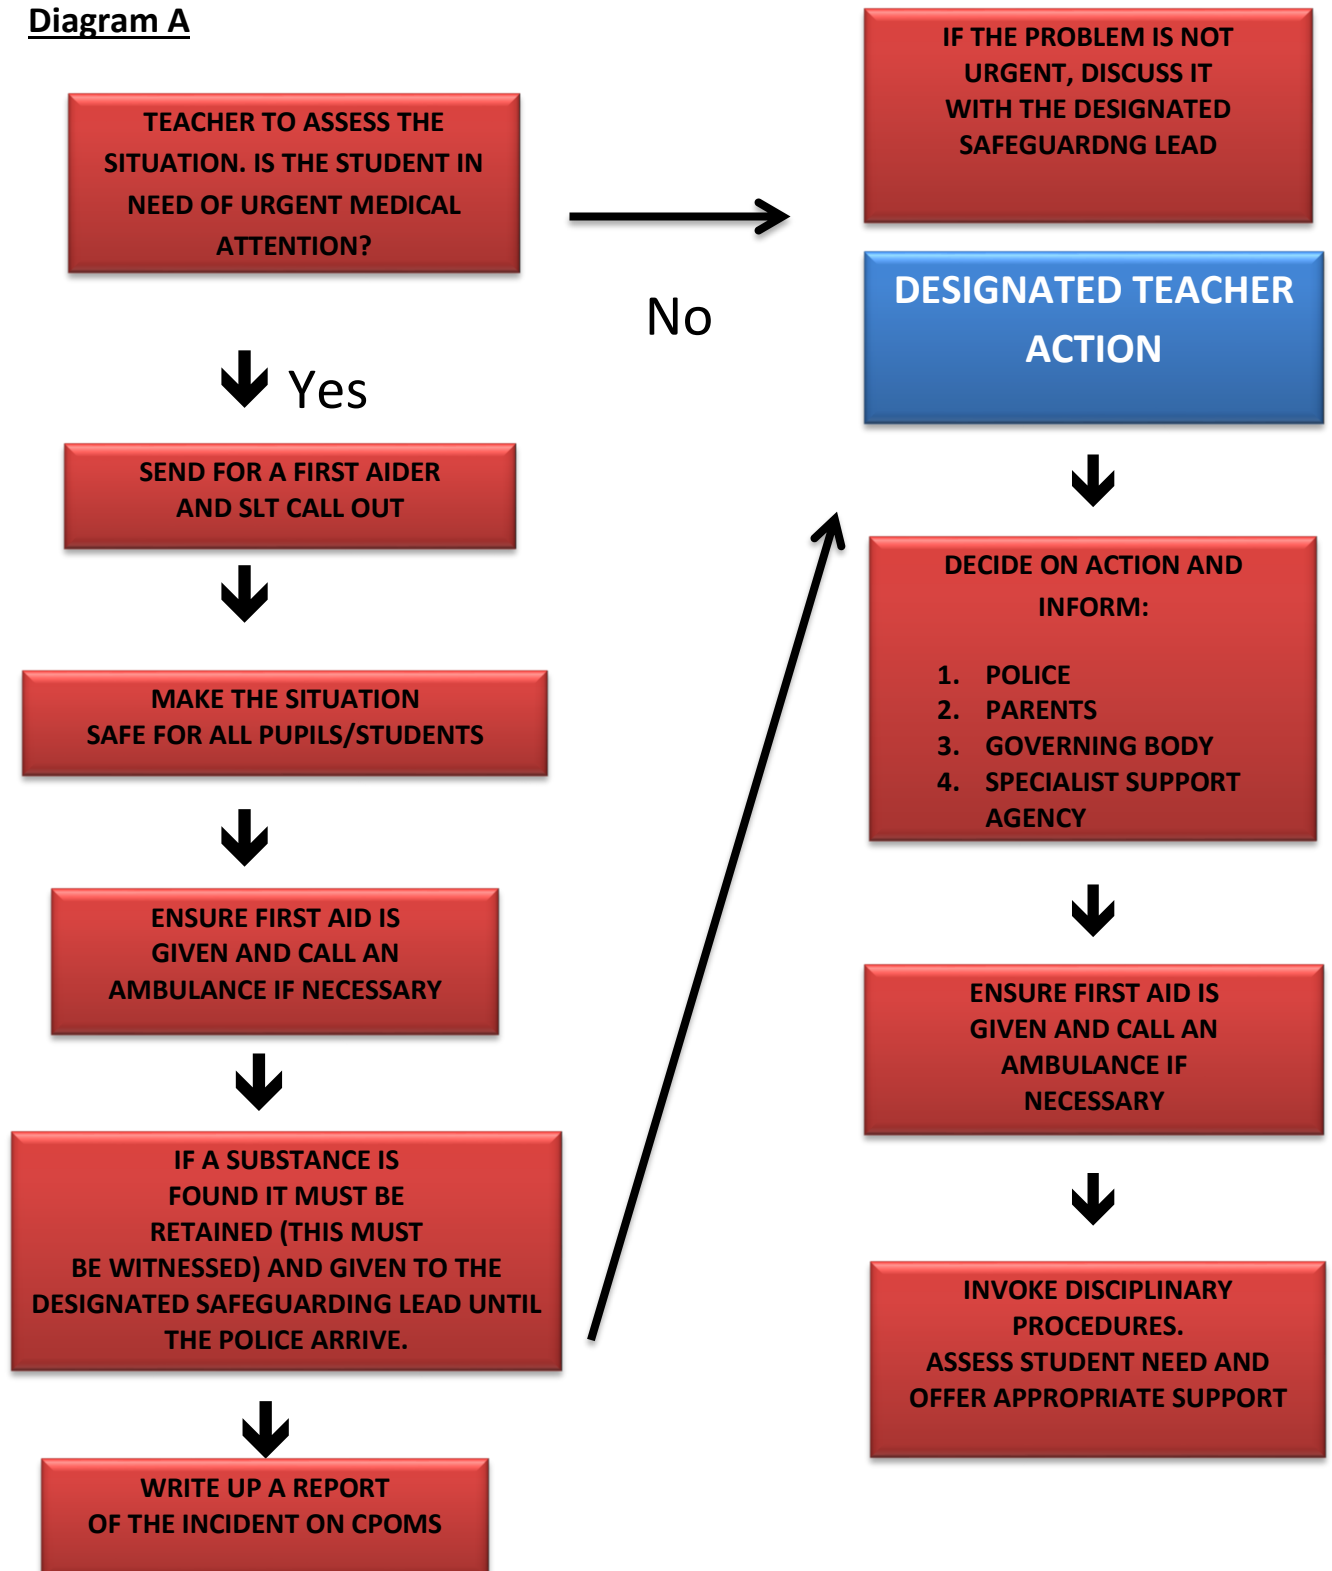 Diagram A
TEACHER TO ASSESS THE
SITUATION. IS THE STUDENT IN
NEED OF URGENT MEDICAL
ATTENTION?
No
Yes
SEND FOR A FIRST AIDER
AND SLT CALL OUT
MAKE THE SITUATION
SAFE FOR ALL PUPILS/STUDENTS
ENSURE FIRST AID IS
GIVEN AND CALL AN
AMBULANCE IF NECESSARY
IF A SUBSTANCE IS
FOUND IT MUST BE
RETAINED (THIS MUST
BE WITNESSED) AND GIVEN TO THE
DESIGNATED SAFEGUARDING LEAD UNTIL
THE POLICE ARRIVE.
WRITE UP A REPORT
OF THE INCIDENT ON CPOMS
IF THE PROBLEM IS NOT
URGENT, DISCUSS IT
WITH THE DESIGNATED
SAFEGUARDNG LEAD
DESIGNATED TEACHER
ACTION
DECIDE ON ACTION AND
INFORM:
1. POLICE
2. PARENTS
3. GOVERNING BODY
4. SPECIALIST SUPPORT
AGENCY
ENSURE FIRST AID IS
GIVEN AND CALL AN
AMBULANCE IF
NECESSARY
INVOKE DISCIPLINARY
PROCEDURES.
ASSESS STUDENT NEED AND
OFFER APPROPRIATE SUPPORT